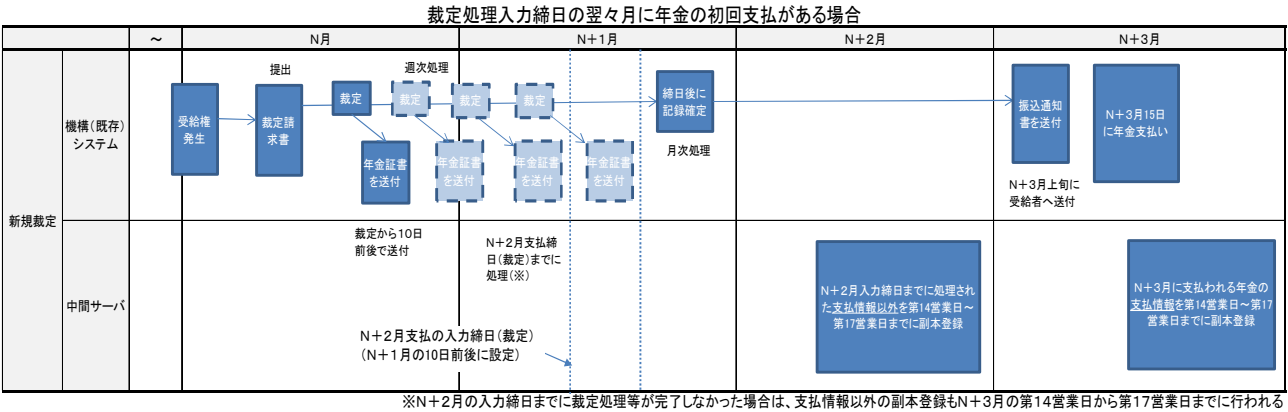 裁定処理入力締日の翌々月に年金の初回支払がある場合
～
N月
N＋1月
N＋2月
N＋3月
新規裁定
機構（既存）
システム
受給権
発生
提出
裁定請
求書
裁定
週次処理
裁定
裁定
裁定
年金証書
を送付
年金証書
を送付
年金証書
を送付
年金証書
を送付
締日後に
記録確定
月次処理
振込通知
書を送付
N＋3月上旬に
受給者へ送付
N＋3月15日
に年金支払い
裁定から10日
前後で送付
中間サーバ
N＋2月支払締
日（裁定）までに
処理（※）
N＋2月支払の入力締日（裁定）
（N＋1月の10日前後に設定）
N＋2月入力締日までに処理され
た支払情報以外を第14営業日～
第17営業日までに副本登録
N＋3月に支払われる年金の
支払情報を第14営業日～第17
営業日までに副本登録
※N＋2月の入力締日までに裁定処理等が完了しなかった場合は、支払情報以外の副本登録もN＋3月の第14営業日から第17営業日までに行われる